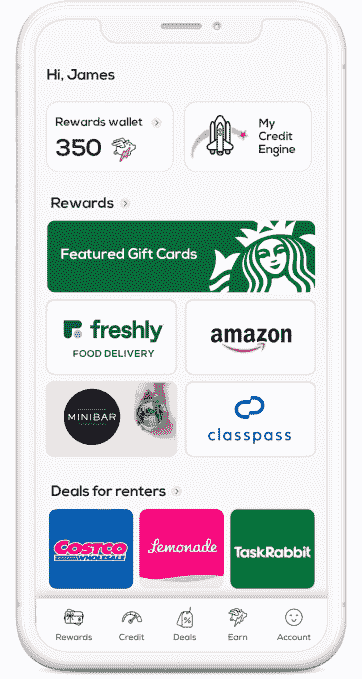 Hi, James
Rewards wallet
350
My
Credit
Engine
Rewards
Featured Gift Cards
freshly
FOOD DELIVERY
amazon
MINIBAR
classpass
Deals for renters
Costco
WHOLESALE
Lemonade
TaskRabbit
Rewards
Credit
Deals
Earn
Account